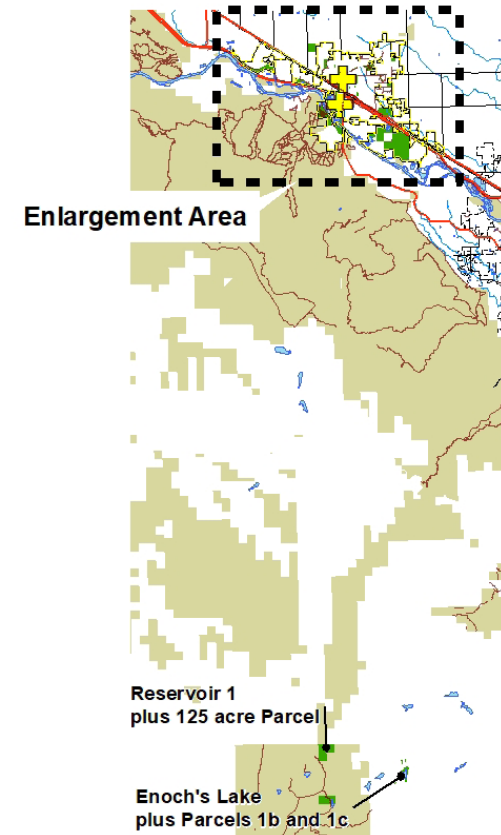 Enlargement Area
Reservoir 1
plus 125 acre Parcel
Enoch's Lake
plus Parcels 1b and 1c